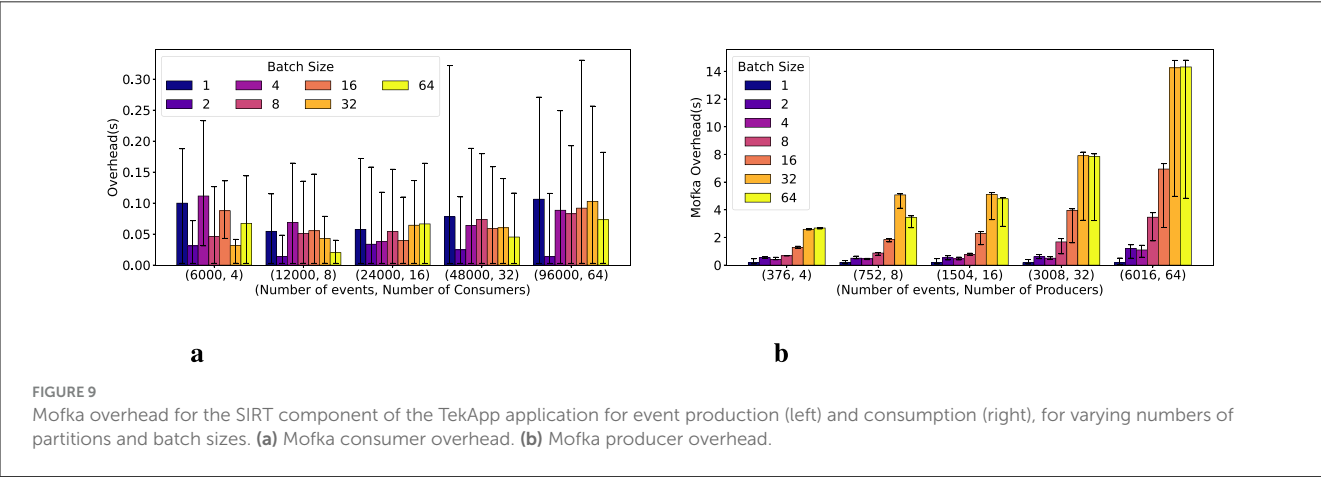 Batch Size
1
4
16
64
2
8
32
0.30
0.25
0.20
0.15
0.10
0.05
0.00
Overhead(s)
(6000, 4) (12000, 8) (24000, 16) (48000, 32) (96000, 64)
(Number of events, Number of Consumers)
a
Batch Size
1
2
4
8
16
32
64
14
12
10
8
6
4
2
0
Mofka Overhead(s)
(376, 4) (752, 8) (1504, 16) (3008, 32) (6016, 64)
(Number of events, Number of Producers)
b
FIGURE 9
Mofka overhead for the SIRT component of the TekApp application for event production (left) and consumption (right), for varying numbers of
partitions and batch sizes. (a) Mofka consumer overhead. (b) Mofka producer overhead.